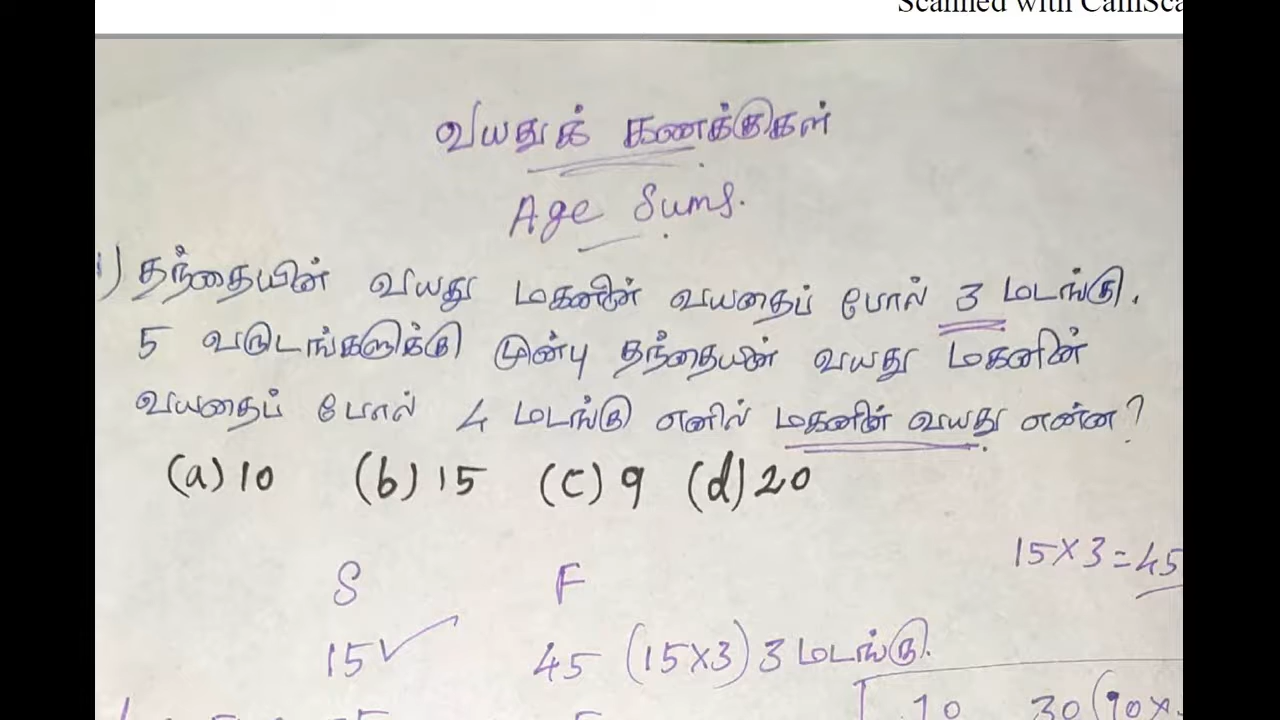 Scanned with CamSca
வயதுக் கணக்குகள்
Age Sums.
1) தந்தையின் வயது மகனின் வயதைப் போல் 3 மடங்கு.
5 வருடங்களுக்கு முன்பு தந்தையின் வயது மகனின்
வயதைப் போல் 4 மடங்கு எனில் மகனின் வயது என்ன?
(a) 10 (b) 15 (c) 9 (d) 20
15×3=45
S F
15✓ 45 (15×3) 3 மடங்கு.
10 30 (10×